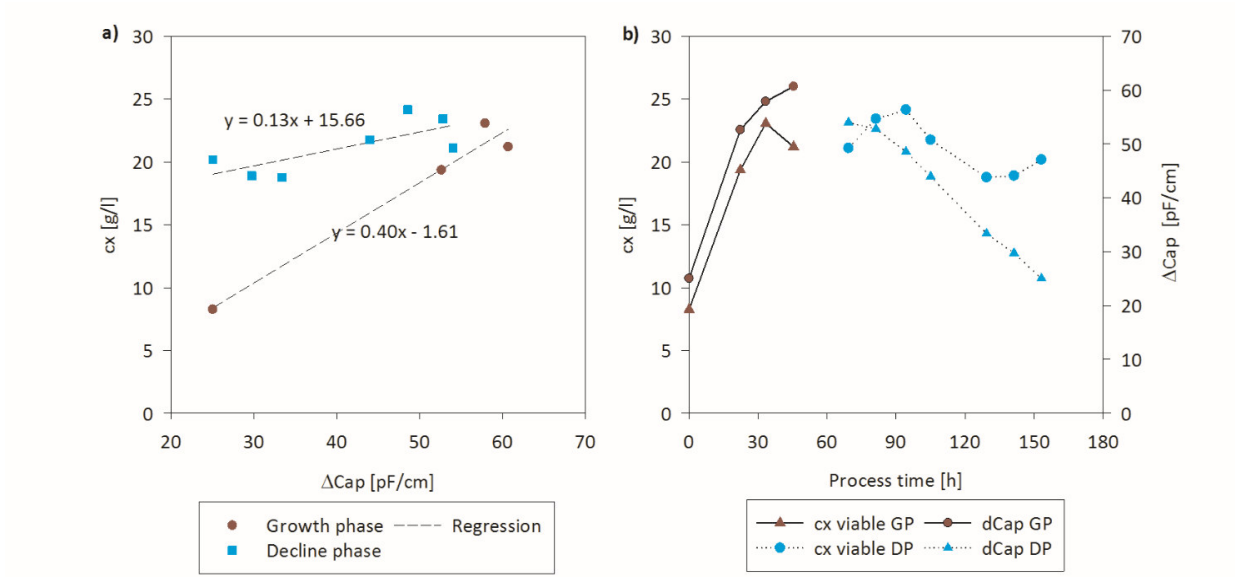 a)
30
25
20
15
10
5
0
cx [g/l]
y = 0.13x + 15.66
y = 0.40x - 1.61
20 30 40 50 60 70
ΔCap [pF/cm]
Growth phase
Regression
Decline phase
b)
30
25
20
15
10
5
0
cx [g/l]
70
60
50
40
30
20
10
0
ΔCap [pF/cm]
0 30 60 90 120 150 180
Process time [h]
cx viable GP
dCap GP
cx viable DP
dCap DP